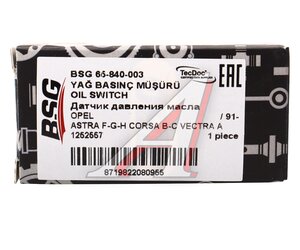 BSG
BSG 65-840-003
YAĞ BASINÇ MÜŞÜRÜ
OIL SWITCH
Датчик давления масла
OPEL / 91-
ASTRA F-G-H CORSA B-C VECTRA A
1252557 1 piece
8719822080965
TecDoc
EAC